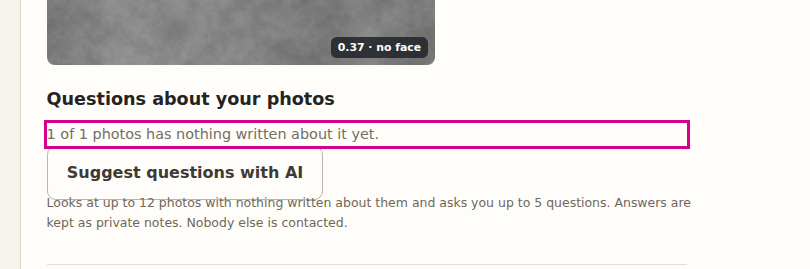 0.37 · no face
Questions about your photos
1 of 1 photos has nothing written about it yet.
Suggest questions with AI
Looks at up to 12 photos with nothing written about them and asks you up to 5 questions. Answers are
kept as private notes. Nobody else is contacted.